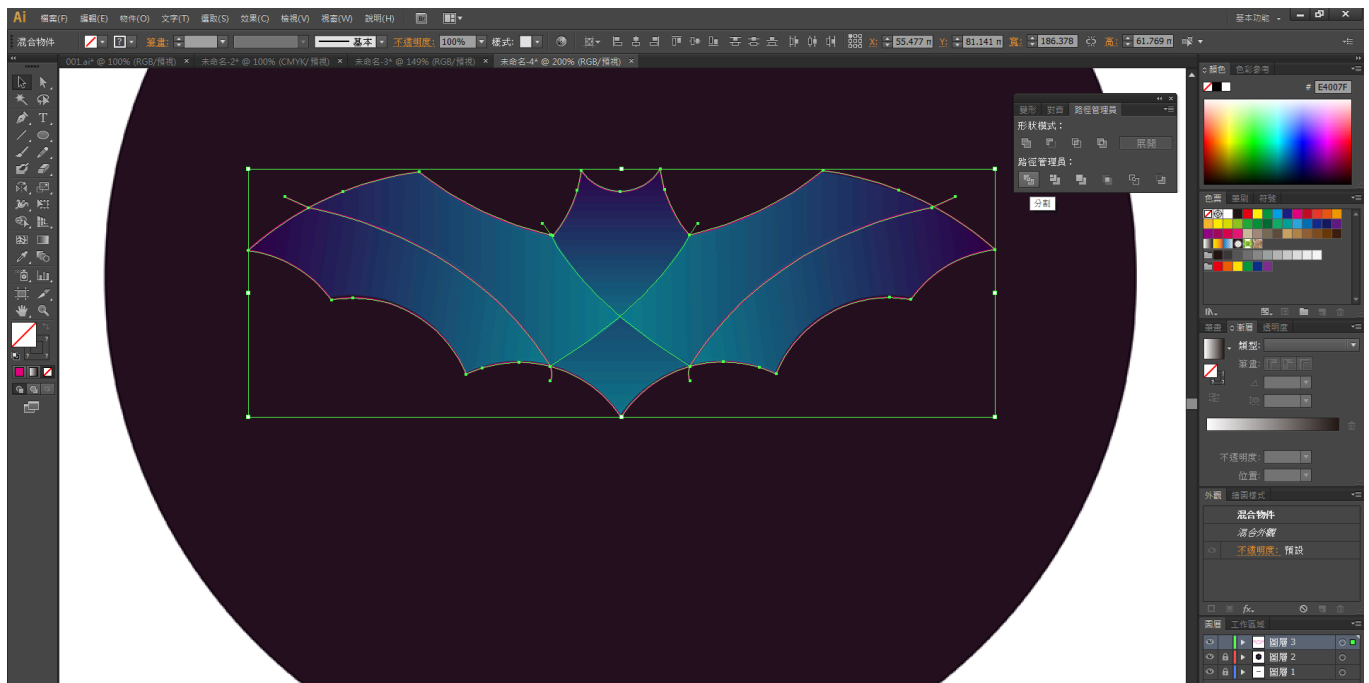 Ai 檔案(F) 編輯(E) 物件(O) 文字(T) 選取(S) 效果(C) 檢視(V) 視窗(W) 說明(H) Br 基本功能
混合物件 筆畫: 基本 不透明度: 100% 樣式: X: 55.477 n Y: 81.141 n 寬: 186.378 高: 61.769 n
001.ai* @ 100% (RGB/預視) × 未命名-2* @ 100% (CMYK/預視) × 未命名-3* @ 149% (RGB/預視) × 未命名-4* @ 200% (RGB/預視) ×
顏色 色彩參考
# E4007F
變形 對齊 路徑管理員
形狀模式:
展開
路徑管理員:
分割
色票 筆刷 符號
筆畫 漸層 透明度
類型:
筆畫:
不透明度:
位置:
外觀 繪圖樣式
混合物件
混合外觀
不透明度: 預設
fx.
圖層 工作區域
圖層 3
圖層 2
圖層 1